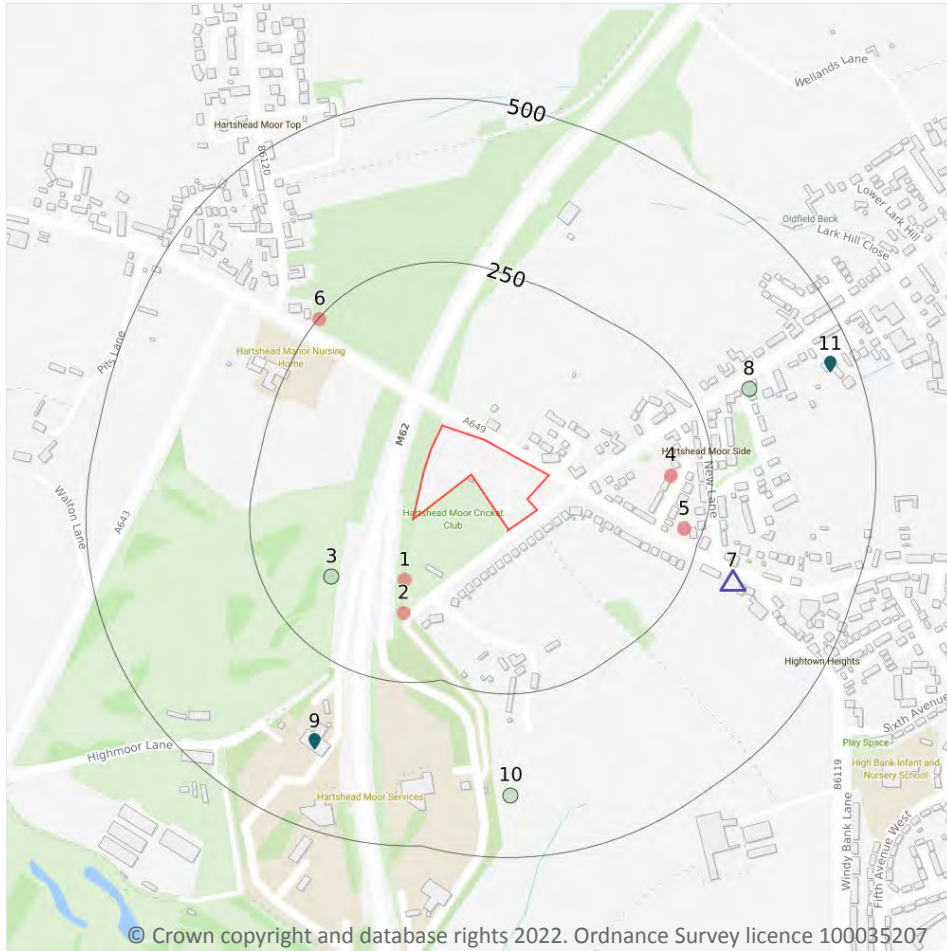 Wellands Lane
500
Hartshead Moor Top
B6120
Lower Lark Hill
Oldfield Beck
Lark Hill Close
250
6
Hartshead Manor Nursing
Home
Pits Lane
11
8
A649
M62
4
Hartshead Moor Side
New Lane
Walton Lane
A643
Hartshead Moor Cricket
Club
5
3
1
7
2
Hightown Heights
Sixth Avenue
9
Highmoor Lane
Play Space
High Bank Infant and
Nursery School
B6119
10
Hartshead Moor Services
Windy Bank Lane
Fifth Avenue West
© Crown copyright and database rights 2022. Ordnance Survey licence 100035207